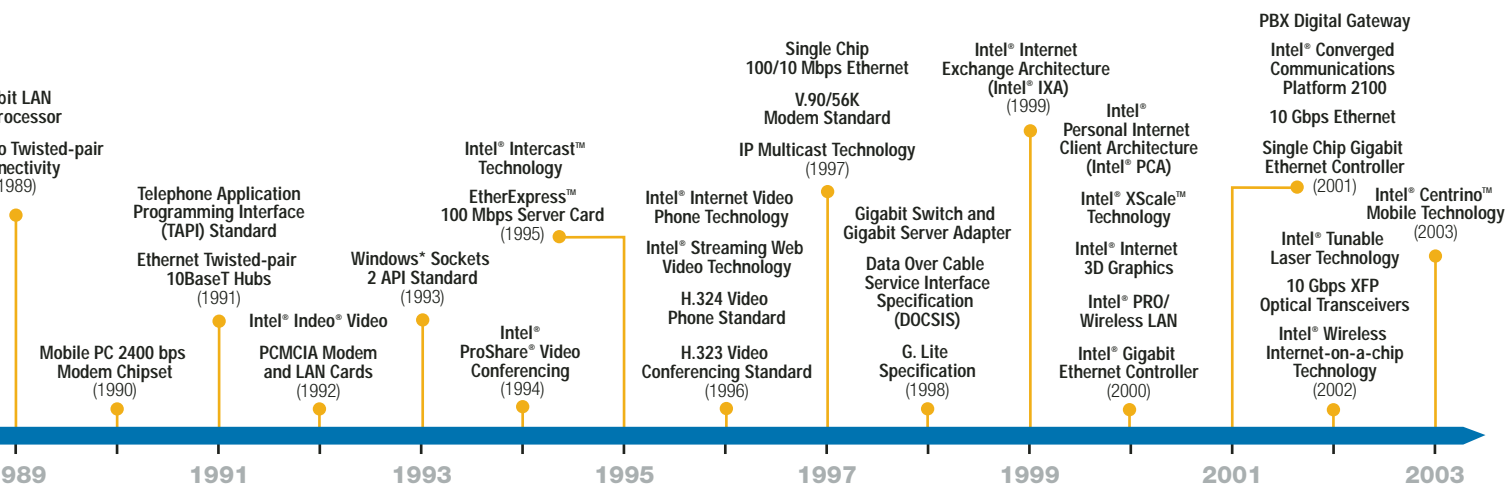 bit LAN
rocessor
o Twisted-pair
nectivity
1989)
Mobile PC 2400 bps
Modem Chipset
(1990)
Telephone Application
Programming Interface
(TAPI) Standard
Ethernet Twisted-pair
10BaseT Hubs
(1991)
Intel® Indeo® Video
PCMCIA Modem
and LAN Cards
(1992)
Windows* Sockets
2 API Standard
(1993)
Intel®
ProShare® Video
Conferencing
(1994)
Intel® Intercast™
Technology
EtherExpress™
100 Mbps Server Card
(1995)
Intel® Internet Video
Phone Technology
Intel® Streaming Web
Video Technology
H.324 Video
Phone Standard
H.323 Video
Conferencing Standard
(1996)
Single Chip
100/10 Mbps Ethernet
V.90/56K
Modem Standard
IP Multicast Technology
(1997)
Gigabit Switch and
Gigabit Server Adapter
Data Over Cable
Service Interface
Specification
(DOCSIS)
G. Lite
Specification
(1998)
Intel® Internet
Exchange Architecture
(Intel® IXA)
(1999)
Intel®
Personal Internet
Client Architecture
(Intel® PCA)
Intel® XScale™
Technology
Intel® Internet
3D Graphics
Intel® PRO/
Wireless LAN
Intel® Gigabit
Ethernet Controller
(2000)
PBX Digital Gateway
Intel® Converged
Communications
Platform 2100
10 Gbps Ethernet
Single Chip Gigabit
Ethernet Controller
(2001)
Intel® Tunable
Laser Technology
10 Gbps XFP
Optical Transceivers
Intel® Wireless
Internet-on-a-chip
Technology
(2002)
Intel® Centrino™
Mobile Technology
(2003)
989 1991 1993 1995 1997 1999 2001 2003